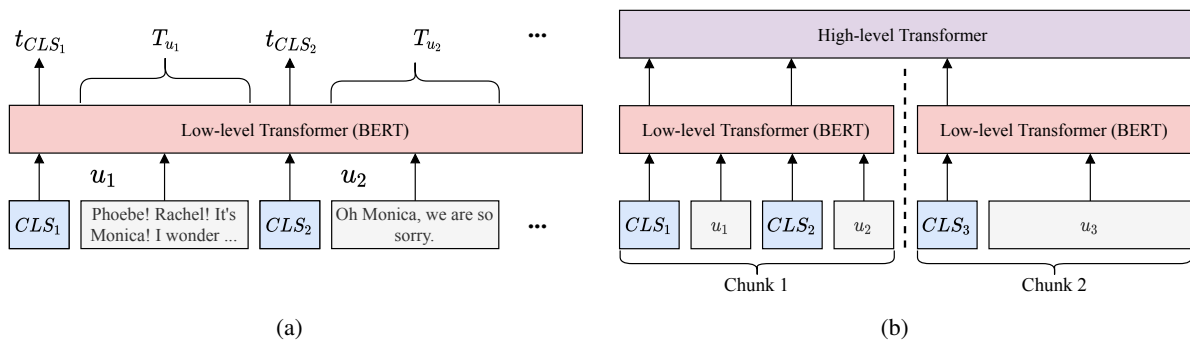 t_{CLS_1} T_{u_1} t_{CLS_2} T_{u_2} ...
Low-level Transformer (BERT)
u_1 u_2
CLS_1
Phoebe! Rachel! It's
Monica! I wonder ...
CLS_2
Oh Monica, we are so
sorry.
...
(a)
High-level Transformer
Low-level Transformer (BERT)
Low-level Transformer (BERT)
CLS_1 u_1 CLS_2 u_2 CLS_3 u_3
Chunk 1 Chunk 2
(b)